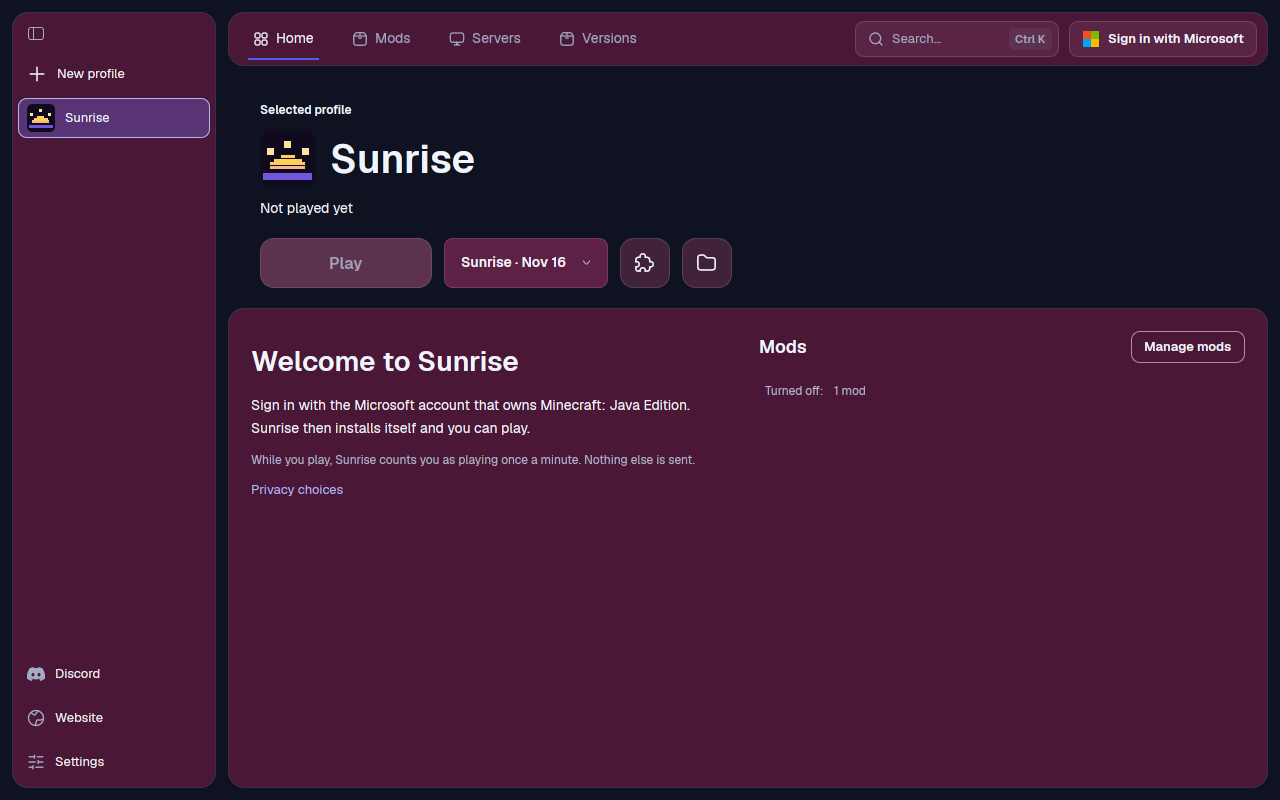 New profile
Sunrise
Discord
Website
Settings
Home
Mods
Servers
Versions
Search...
Ctrl K
Sign in with Microsoft
Selected profile
Sunrise
Not played yet
Play
Sunrise · Nov 16
Welcome to Sunrise
Sign in with the Microsoft account that owns Minecraft: Java Edition.
Sunrise then installs itself and you can play.
While you play, Sunrise counts you as playing once a minute. Nothing else is sent.
Privacy choices
Mods
Manage mods
Turned off: 1 mod